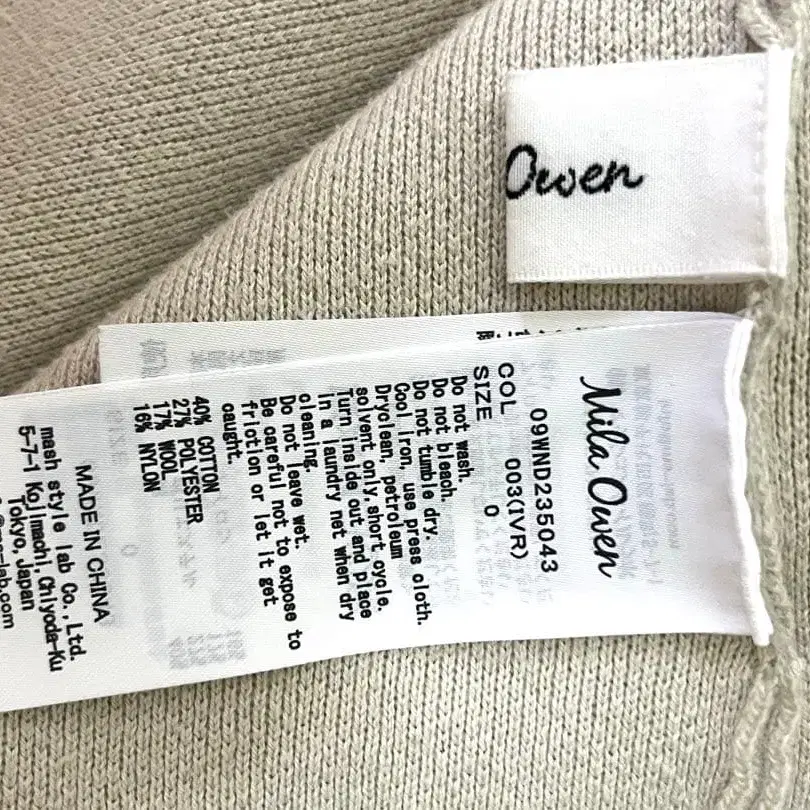 Owen
Mila Owen
09WND235043
COL 003(IVR)
SIZE 0
Do not wash.
Do not bleach.
Do not tumble dry.
Cool iron, use press cloth.
Dryclean, petroleum
solvent only, short cycle.
Turn inside out and place
in a laundry net when dry
cleaning.
Do not leave wet.
Be careful not to expose to
friction or let it get
caught.
40% COTTON
27% POLYESTER
17% WOOL
16% NYLON
MADE IN CHINA
mash style lab Co.,Ltd.
5-7-1 Kojimachi,Chiyoda-Ku
Tokyo,Japan